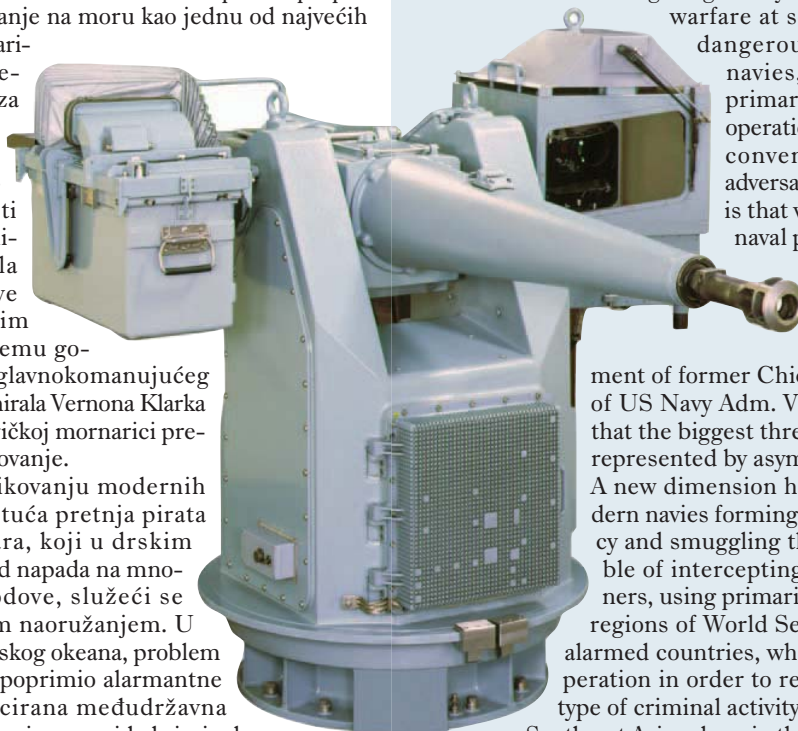 anje na moru kao jednu od najvećih
ari-
e-
za
ti
i-
la
ve
im
emu go-
glavnokomanujućeg
irala Vernona Klarka
ičkoj mornarici pre-
ovanje.
ikovanju modernih
tuća pretnja pirata
ra, koji u drskim
d napada na mno-
odove, služeći se
m naoružanjem. U
skog okeana, problem
poprimio alarmantne
cirana međudržavna
warfare at s
dangerou
navies,
primar
operatio
conver
adversa
is that v
naval p
ment of former Chie
of US Navy Adm. V
that the biggest thre
represented by asym
A new dimension h
dern navies forming
cy and smuggling th
ble of intercepting
ners, using primari
regions of World Se
alarmed countries, wh
peration in order to re
type of criminal activity